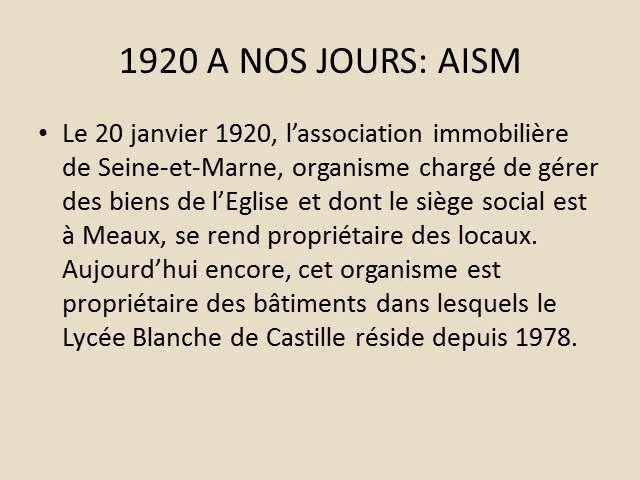 1920 A NOS JOURS: AISM
• Le 20 janvier 1920, l’association immobilière
de Seine-et-Marne, organisme chargé de gérer
des biens de l’Eglise et dont le siège social est
à Meaux, se rend propriétaire des locaux.
Aujourd’hui encore, cet organisme est
propriétaire des bâtiments dans lesquels le
Lycée Blanche de Castille réside depuis 1978.